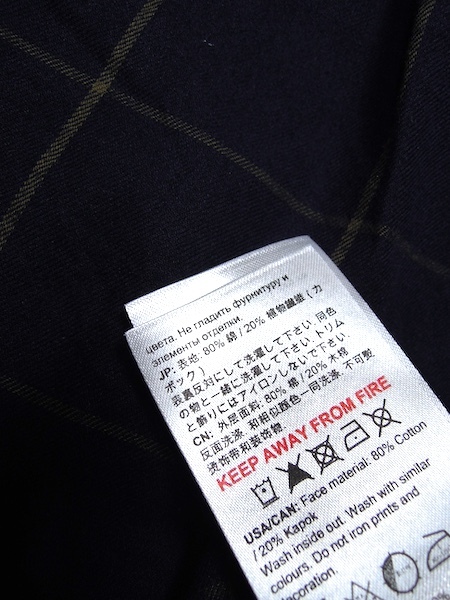 цвета. Не гладить фурнитуру и
элементы отделки.
JP: 表地: 80% 綿 / 20% 植物繊維 ( カ
ポック )
表裏反対にして洗濯して下さい. 同色
の物と一緒に洗濯して下さい. トリム
と飾りにはアイロンしないで下さい.
CN: 外层面料: 80% 棉 / 20% 木棉
反面洗涤. 和相似颜色一同洗涤. 不可熨
烫饰带和装饰物.
KEEP AWAY FROM FIRE
USA/CAN: Face material: 80% Cotton
/ 20% Kapok
Wash inside out. Wash with similar
colours. Do not iron prints and
decoration.